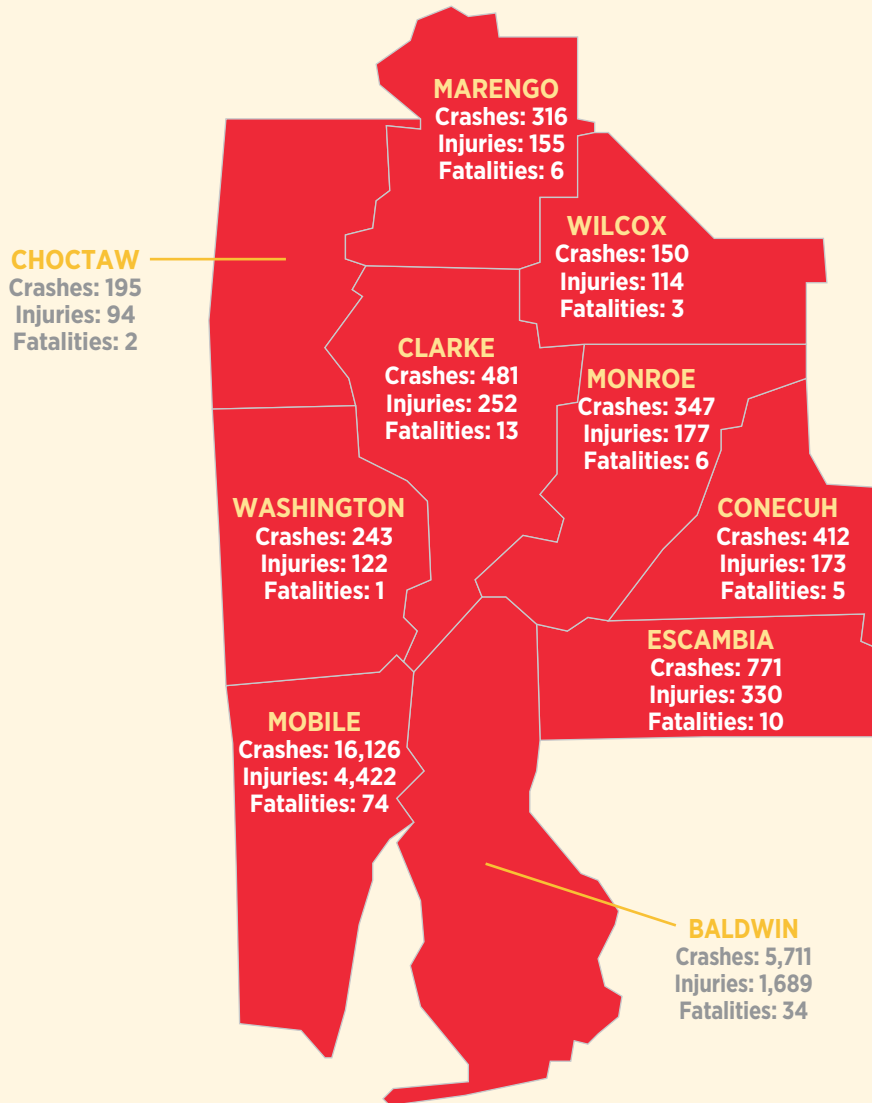 MARENGO
Crashes: 316
Injuries: 155
Fatalities: 6
WILCOX
Crashes: 150
Injuries: 114
Fatalities: 3
CHOCTAW
Crashes: 195
Injuries: 94
Fatalities: 2
CLARKE
Crashes: 481
Injuries: 252
Fatalities: 13
MONROE
Crashes: 347
Injuries: 177
Fatalities: 6
WASHINGTON
Crashes: 243
Injuries: 122
Fatalities: 1
CONECUH
Crashes: 412
Injuries: 173
Fatalities: 5
ESCAMBIA
Crashes: 771
Injuries: 330
Fatalities: 10
MOBILE
Crashes: 16,126
Injuries: 4,422
Fatalities: 74
BALDWIN
Crashes: 5,711
Injuries: 1,689
Fatalities: 34